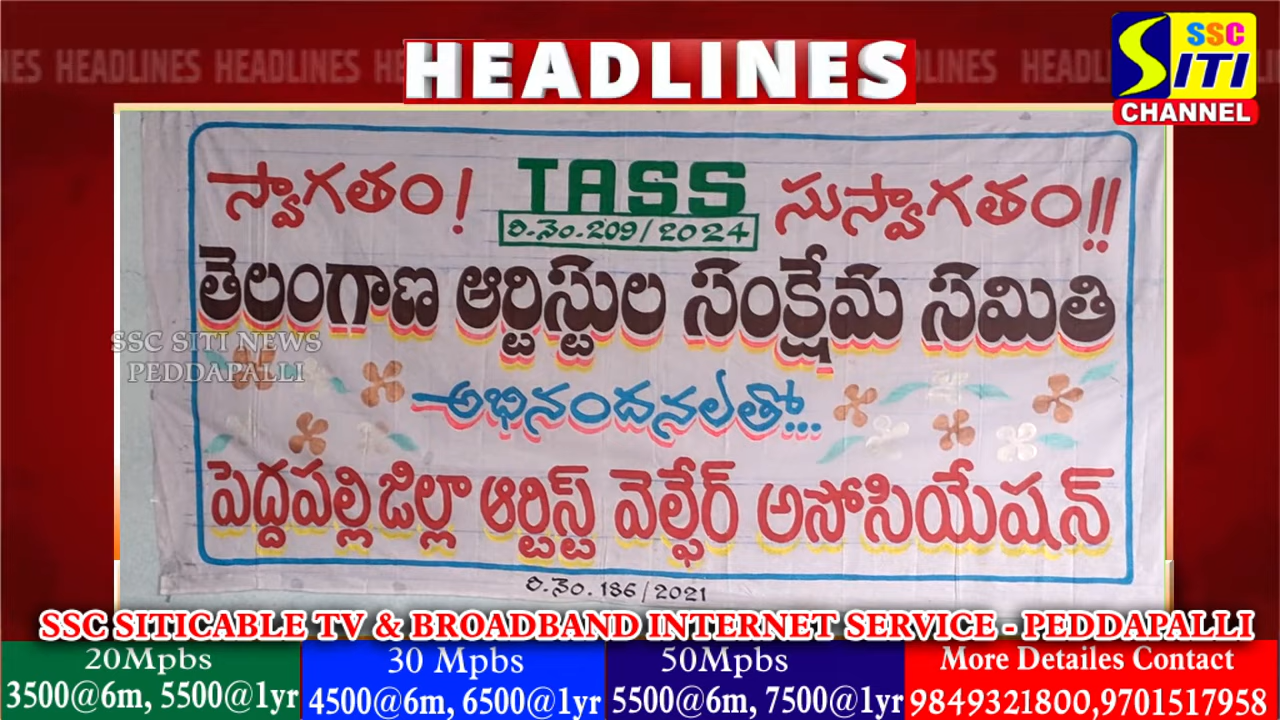 HEADLINES
SSC
SITI
CHANNEL
స్వాగతం! TASS సుస్వాగతం!!
రి.నెం.209/2024
తెలంగాణ ఆర్టిస్టుల సంక్షేమ సమితి
SSC SITI NEWS
PEDDAPALLI
అభినందనలతో...
పెద్దపల్లి జిల్లా ఆర్టిస్ట్ వెల్ఫేర్ అసోసియేషన్
రి.నెం.186/2021
SSC SITICABLE TV & BROADBAND INTERNET SERVICE - PEDDAPALLI
20Mpbs 30 Mpbs 50Mpbs More Detailes Contact
3500@6m, 5500@1yr 4500@6m, 6500@1yr 5500@6m, 7500@1yr 9849321800,9701517958